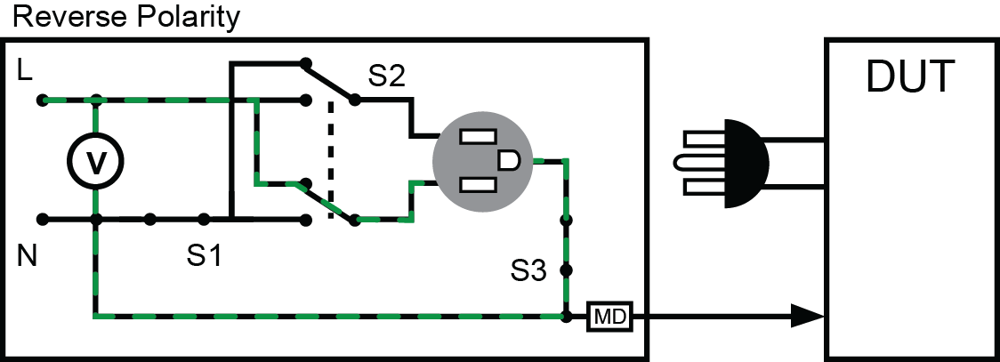 Reverse Polarity
L
S2
DUT
V
N
S1
S3
MD